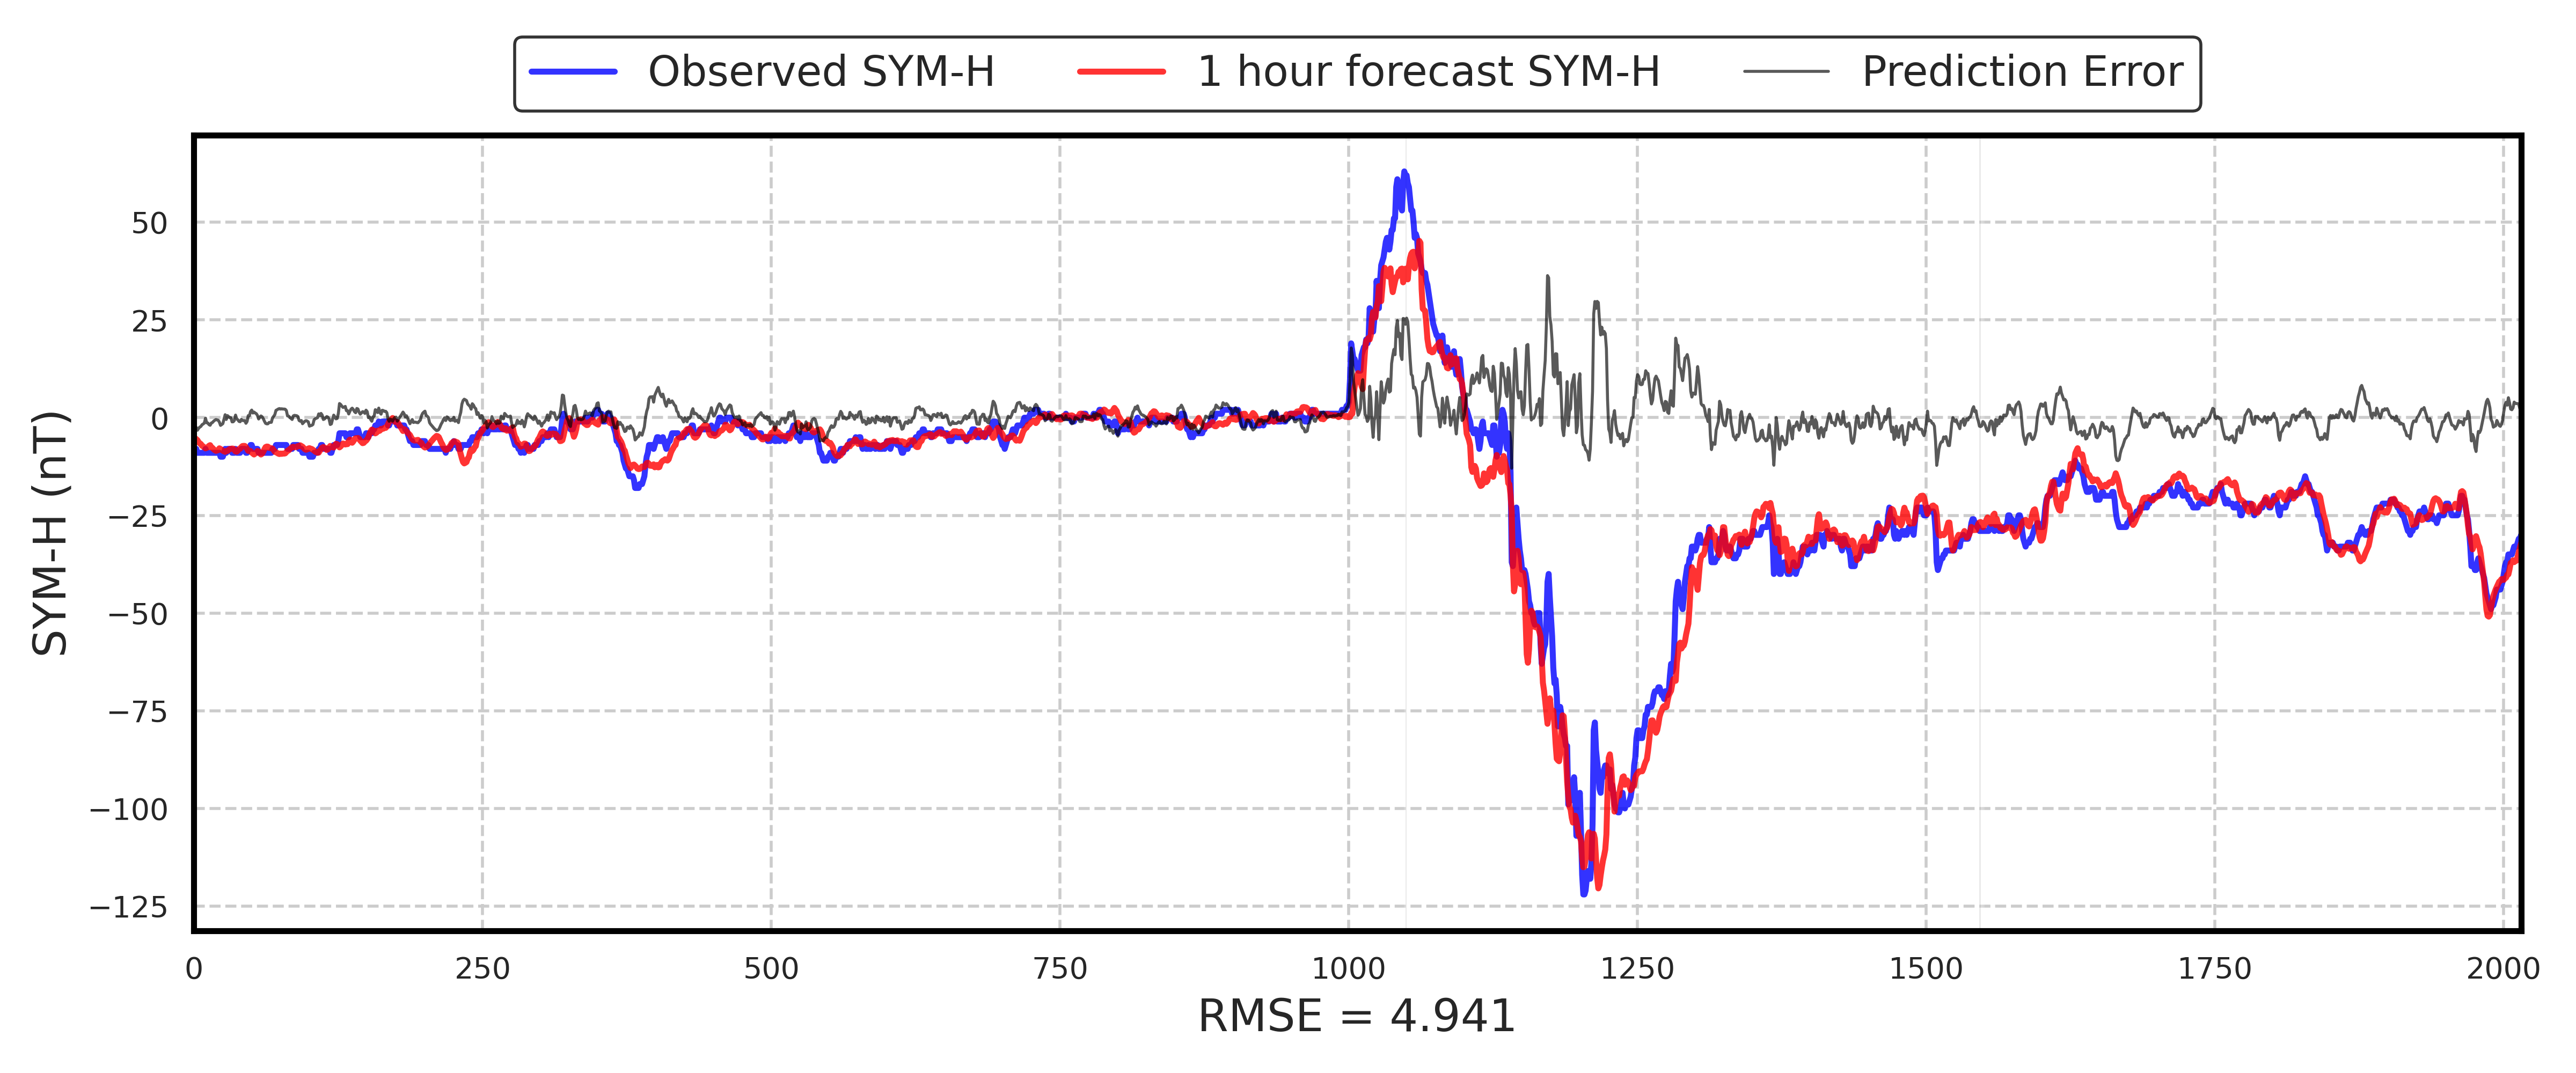 Observed SYM-H 1 hour forecast SYM-H Prediction Error
SYM-H (nT)
50
25
0
−25
−50
−75
−100
−125
0 250 500 750 1000 1250 1500 1750 2000
RMSE = 4.941